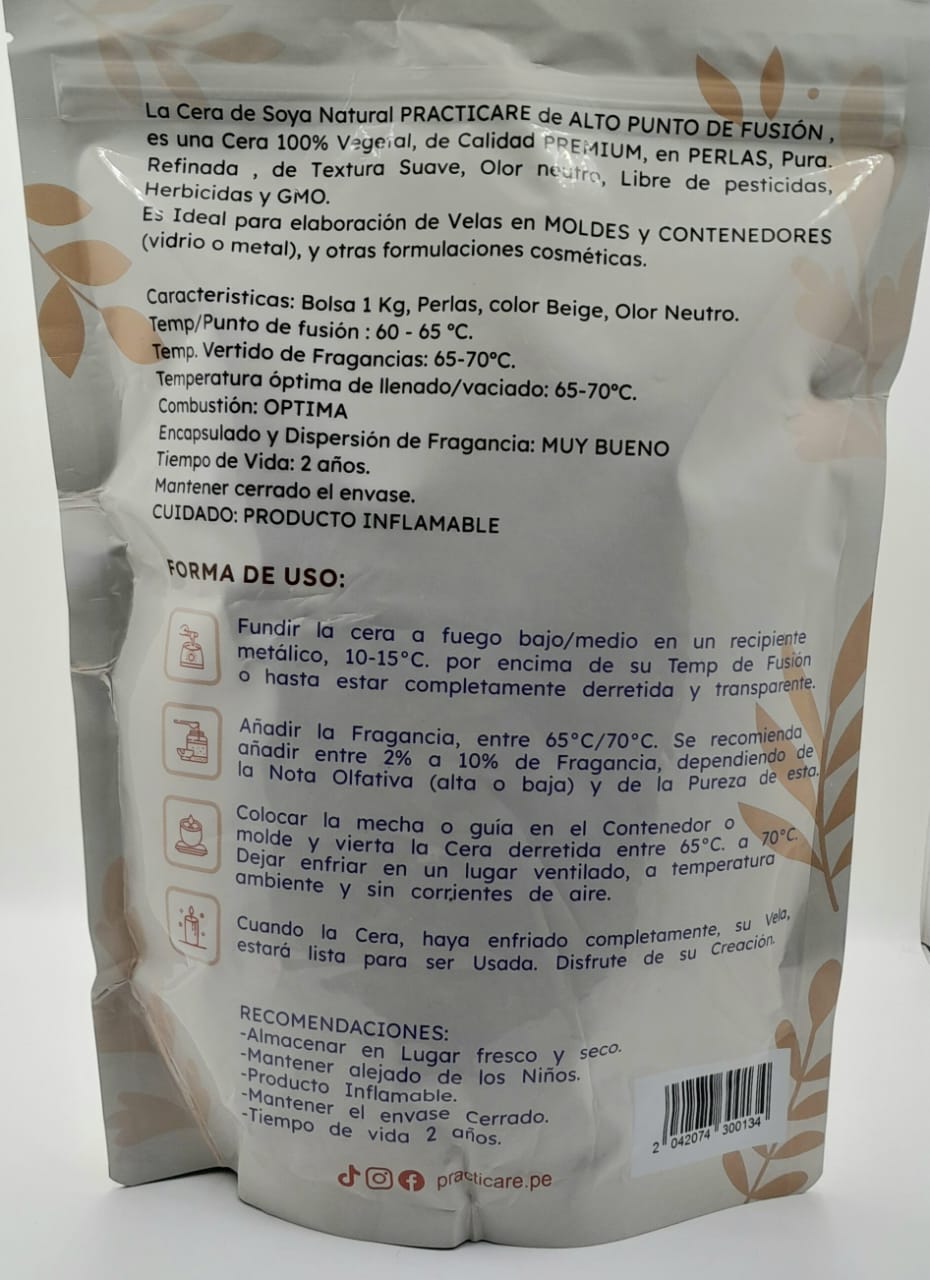 La Cera de Soya Natural PRACTICARE de ALTO PUNTO DE FUSIÓN ,
es una Cera 100% Vegetal, de Calidad PREMIUM, en PERLAS, Pura.
Refinada , de Textura Suave, Olor neutro, Libre de pesticidas,
Herbicidas y GMO.
Es Ideal para elaboración de Velas en MOLDES y CONTENEDORES
(vidrio o metal), y otras formulaciones cosméticas.
Caracteristicas: Bolsa 1 Kg, Perlas, color Beige, Olor Neutro.
Temp/Punto de fusión : 60 - 65 °C.
Temp. Vertido de Fragancias: 65-70°C.
Temperatura óptima de llenado/vaciado: 65-70°C.
Combustión: OPTIMA
Encapsulado y Dispersión de Fragancia: MUY BUENO
Tiempo de Vida: 2 años.
Mantener cerrado el envase.
CUIDADO: PRODUCTO INFLAMABLE
FORMA DE USO:
Fundir la cera a fuego bajo/medio en un recipiente
metálico, 10-15°C. por encima de su Temp de Fusión
o hasta estar completamente derretida y transparente.
Añadir la Fragancia, entre 65°C/70°C. Se recomienda
añadir entre 2% a 10% de Fragancia, dependiendo de
la Nota Olfativa (alta o baja) y de la Pureza de esta.
Colocar la mecha o guía en el Contenedor o
molde y vierta la Cera derretida entre 65°C. a 70°C.
Dejar enfriar en un lugar ventilado, a temperatura
ambiente y sin corrientes de aire.
Cuando la Cera, haya enfriado completamente, su Vela,
estará lista para ser Usada. Disfrute de su Creación.
RECOMENDACIONES:
-Almacenar en Lugar fresco y seco.
-Mantener alejado de los Niños.
-Producto Inflamable.
-Mantener el envase Cerrado.
-Tiempo de vida 2 años.
2 042074 300134
practicare.pe